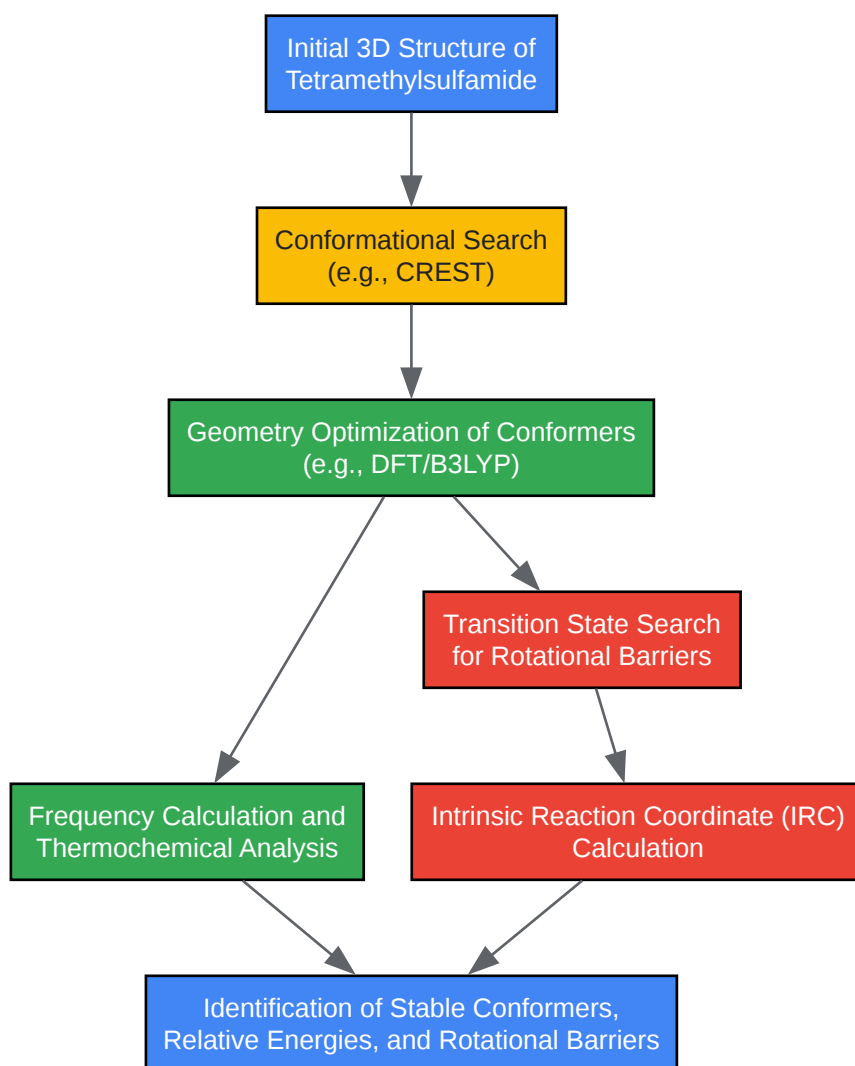 Initial 3D Structure of
Tetramethylsulfamide
Conformational Search
(e.g., CREST)
Geometry Optimization of Conformers
(e.g., DFT/B3LYP)
Transition State Search
for Rotational Barriers
Frequency Calculation and
Thermochemical Analysis
Intrinsic Reaction Coordinate (IRC)
Calculation
Identification of Stable Conformers,
Relative Energies, and Rotational Barriers